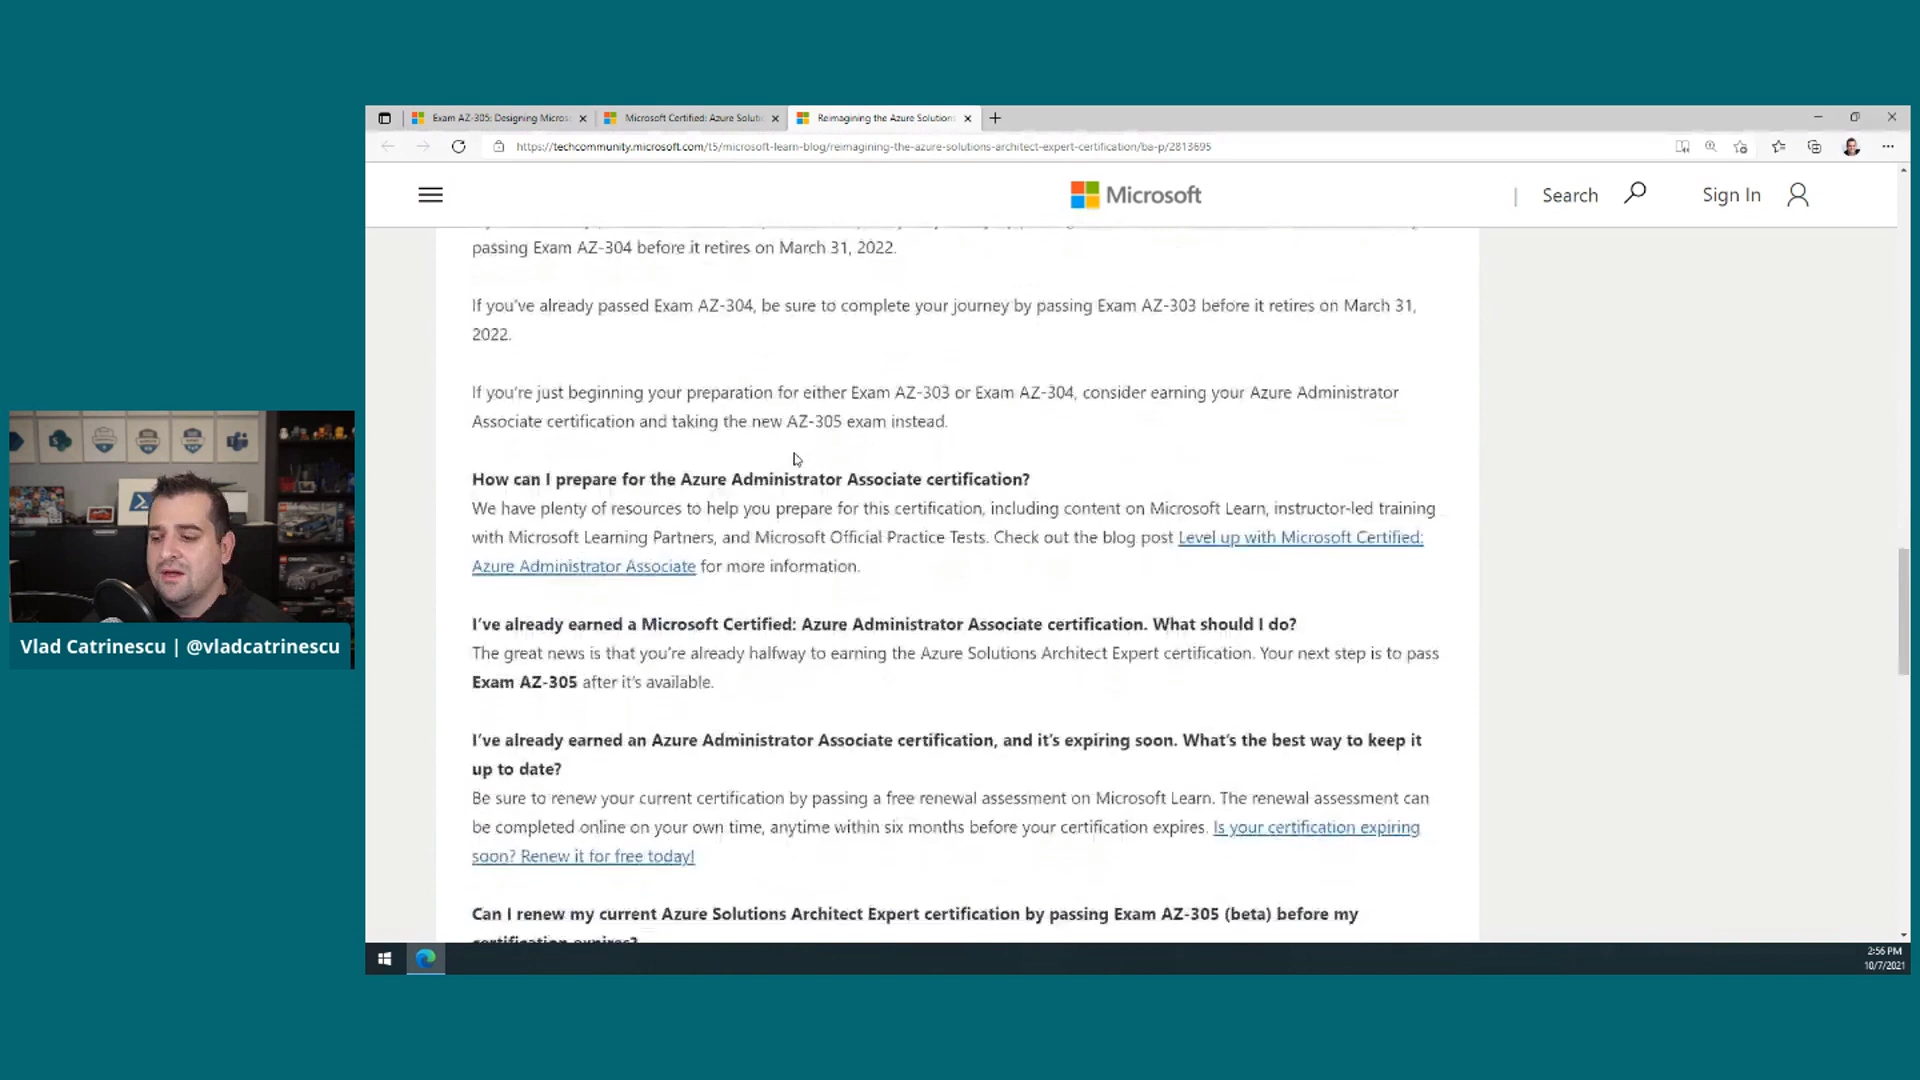 Exam AZ-305: Designing Micros
Microsoft Certified: Azure Soluti
Reimagining the Azure Solutions
https://techcommunity.microsoft.com/t5/microsoft-learn-blog/reimagining-the-azure-solutions-architect-expert-certification/ba-p/2813695
Microsoft
Search
Sign In
passing Exam AZ-304 before it retires on March 31, 2022.
If you've already passed Exam AZ-304, be sure to complete your journey by passing Exam AZ-303 before it retires on March 31,
2022.
If you're just beginning your preparation for either Exam AZ-303 or Exam AZ-304, consider earning your Azure Administrator
Associate certification and taking the new AZ-305 exam instead.
How can I prepare for the Azure Administrator Associate certification?
We have plenty of resources to help you prepare for this certification, including content on Microsoft Learn, instructor-led training
with Microsoft Learning Partners, and Microsoft Official Practice Tests. Check out the blog post Level up with Microsoft Certified:
Azure Administrator Associate for more information.
I've already earned a Microsoft Certified: Azure Administrator Associate certification. What should I do?
The great news is that you're already halfway to earning the Azure Solutions Architect Expert certification. Your next step is to pass
Exam AZ-305 after it's available.
I've already earned an Azure Administrator Associate certification, and it's expiring soon. What's the best way to keep it
up to date?
Be sure to renew your current certification by passing a free renewal assessment on Microsoft Learn. The renewal assessment can
be completed online on your own time, anytime within six months before your certification expires. Is your certification expiring
soon? Renew it for free today!
Can I renew my current Azure Solutions Architect Expert certification by passing Exam AZ-305 (beta) before my
certification expires?
2:56 PM
10/7/2021
Vlad Catrinescu | @vladcatrinescu